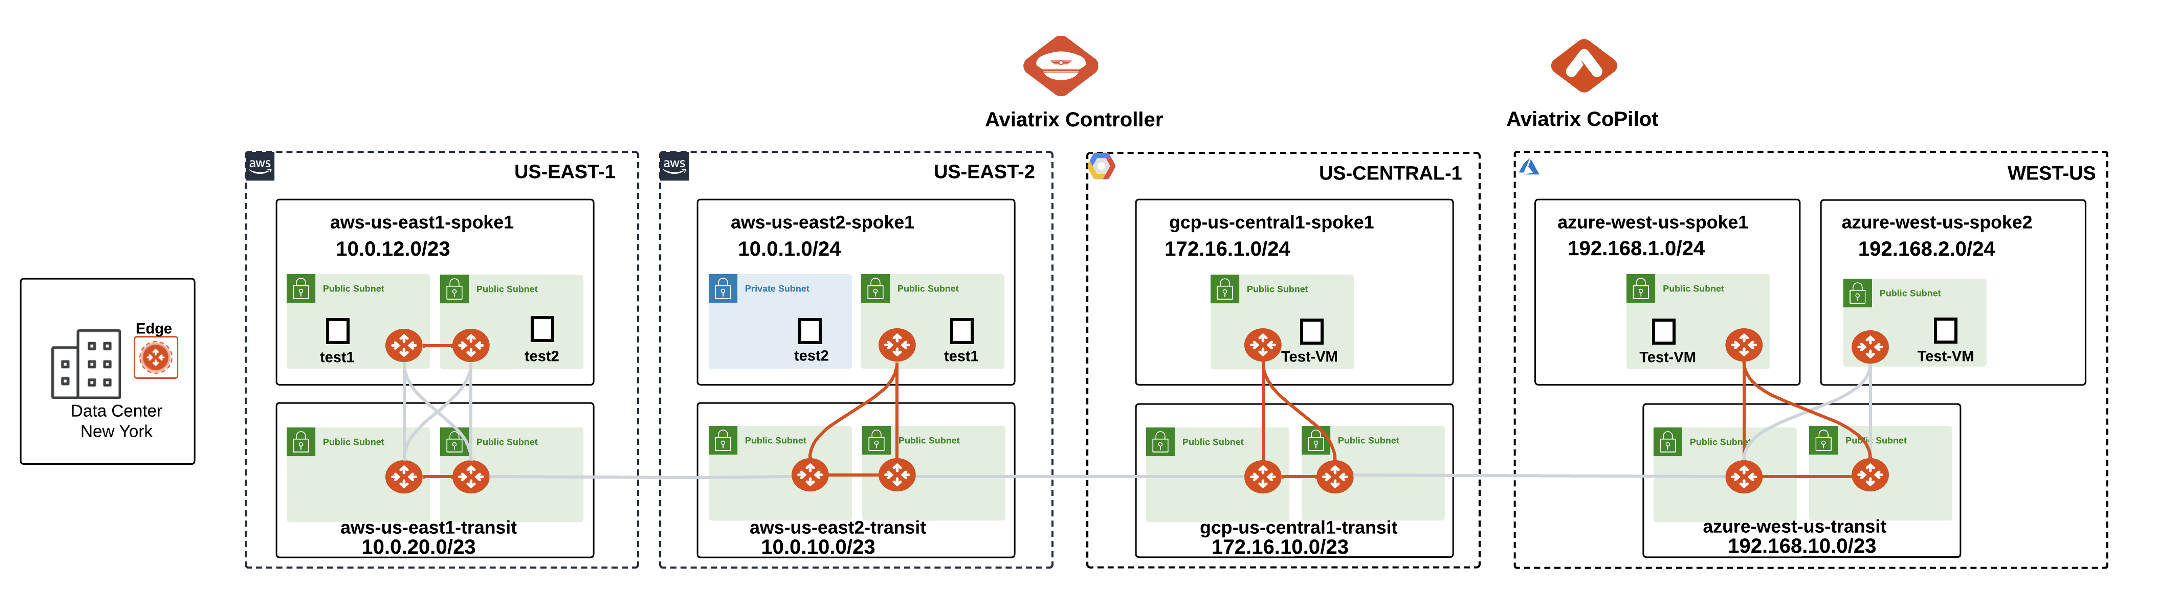 Aviatrix Controller
Aviatrix CoPilot
aws
US-EAST-1
aws
US-EAST-2
US-CENTRAL-1
WEST-US
aws-us-east1-spoke1
10.0.12.0/23
Public Subnet
Public Subnet
test1
test2
aws-us-east2-spoke1
10.0.1.0/24
Private Subnet
Public Subnet
test2
test1
gcp-us-central1-spoke1
172.16.1.0/24
Public Subnet
Test-VM
azure-west-us-spoke1
192.168.1.0/24
Public Subnet
Test-VM
azure-west-us-spoke2
192.168.2.0/24
Public Subnet
Test-VM
Edge
Data Center
New York
Public Subnet
Public Subnet
aws-us-east1-transit
10.0.20.0/23
Public Subnet
Public Subnet
aws-us-east2-transit
10.0.10.0/23
Public Subnet
Public Subnet
gcp-us-central1-transit
172.16.10.0/23
Public Subnet
Public Subnet
azure-west-us-transit
192.168.10.0/23